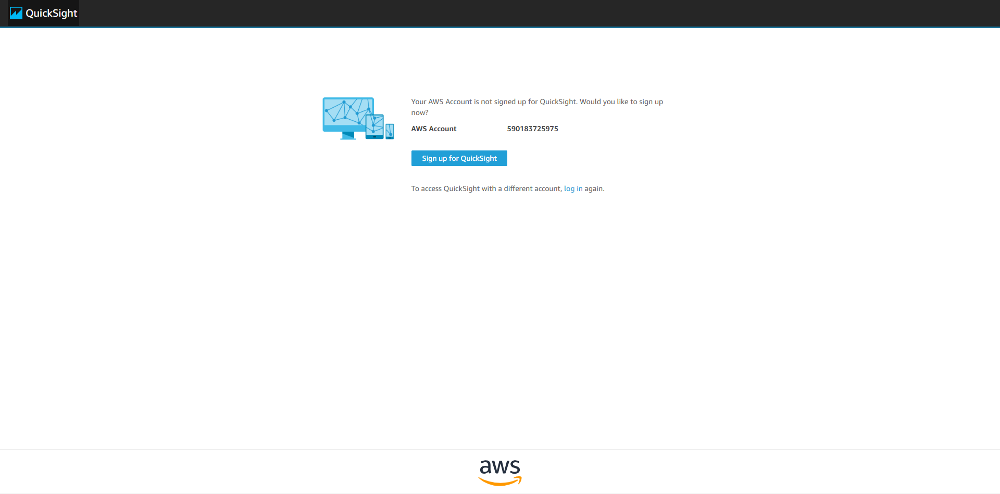 QuickSight
Your AWS Account is not signed up for QuickSight. Would you like to sign up
now?
AWS Account 590183725975
Sign up for QuickSight
To access QuickSight with a different account, log in again.
aws